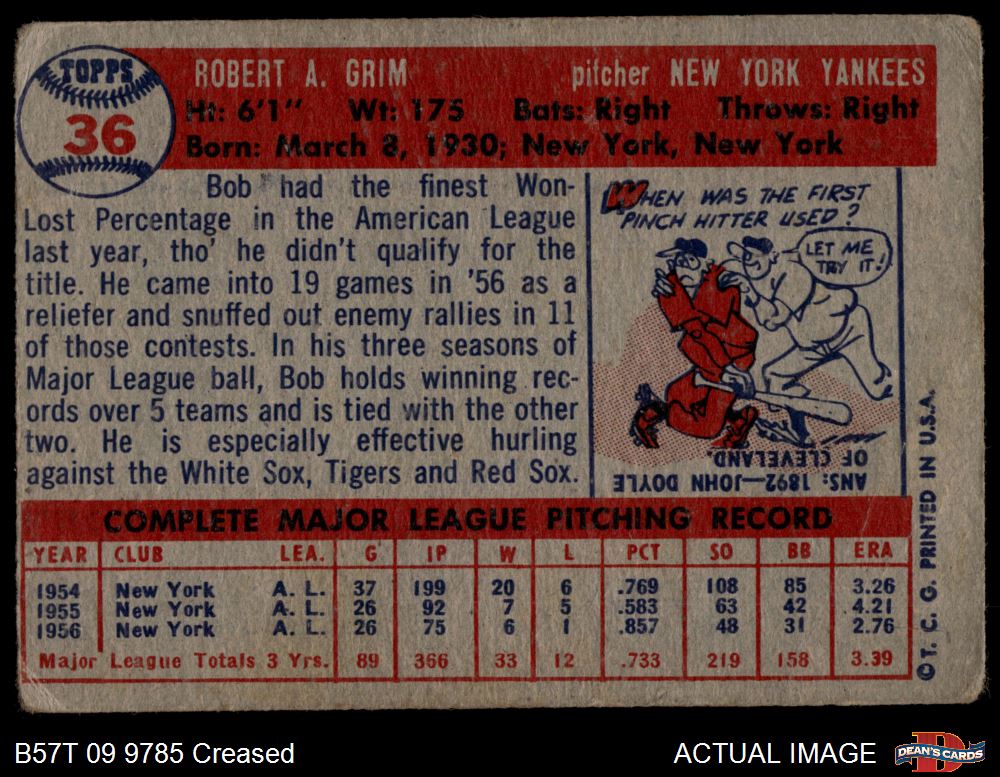 TOPPS
36
ROBERT A. GRIM pitcher NEW YORK YANKEES
Ht: 6'1" Wt: 175 Bats: Right Throws: Right
Born: March 8, 1930; New York, New York
Bob had the finest Won-
Lost Percentage in the American League
last year, tho' he didn't qualify for the
title. He came into 19 games in '56 as a
reliefer and snuffed out enemy rallies in 11
of those contests. In his three seasons of
Major League ball, Bob holds winning rec-
ords over 5 teams and is tied with the other
two. He is especially effective hurling
against the White Sox, Tigers and Red Sox.
WHEN WAS THE FIRST
PINCH HITTER USED?
LET ME
TRY IT!
ANS: 1892—JOHN DOYLE
OF CLEVELAND.
COMPLETE MAJOR LEAGUE PITCHING RECORD
YEAR CLUB LEA. G IP W L PCT SO BB ERA
1954 New York A. L. 37 199 20 6 .769 108 85 3.26
1955 New York A. L. 26 92 7 5 .583 63 42 4.21
1956 New York A. L. 26 75 6 1 .857 48 31 2.76
Major League Totals 3 Yrs. 89 366 33 12 .733 219 158 3.39
© T. C. G. PRINTED IN U.S.A.
B57T 09 9785 Creased
ACTUAL IMAGE
DEAN'S CARDS